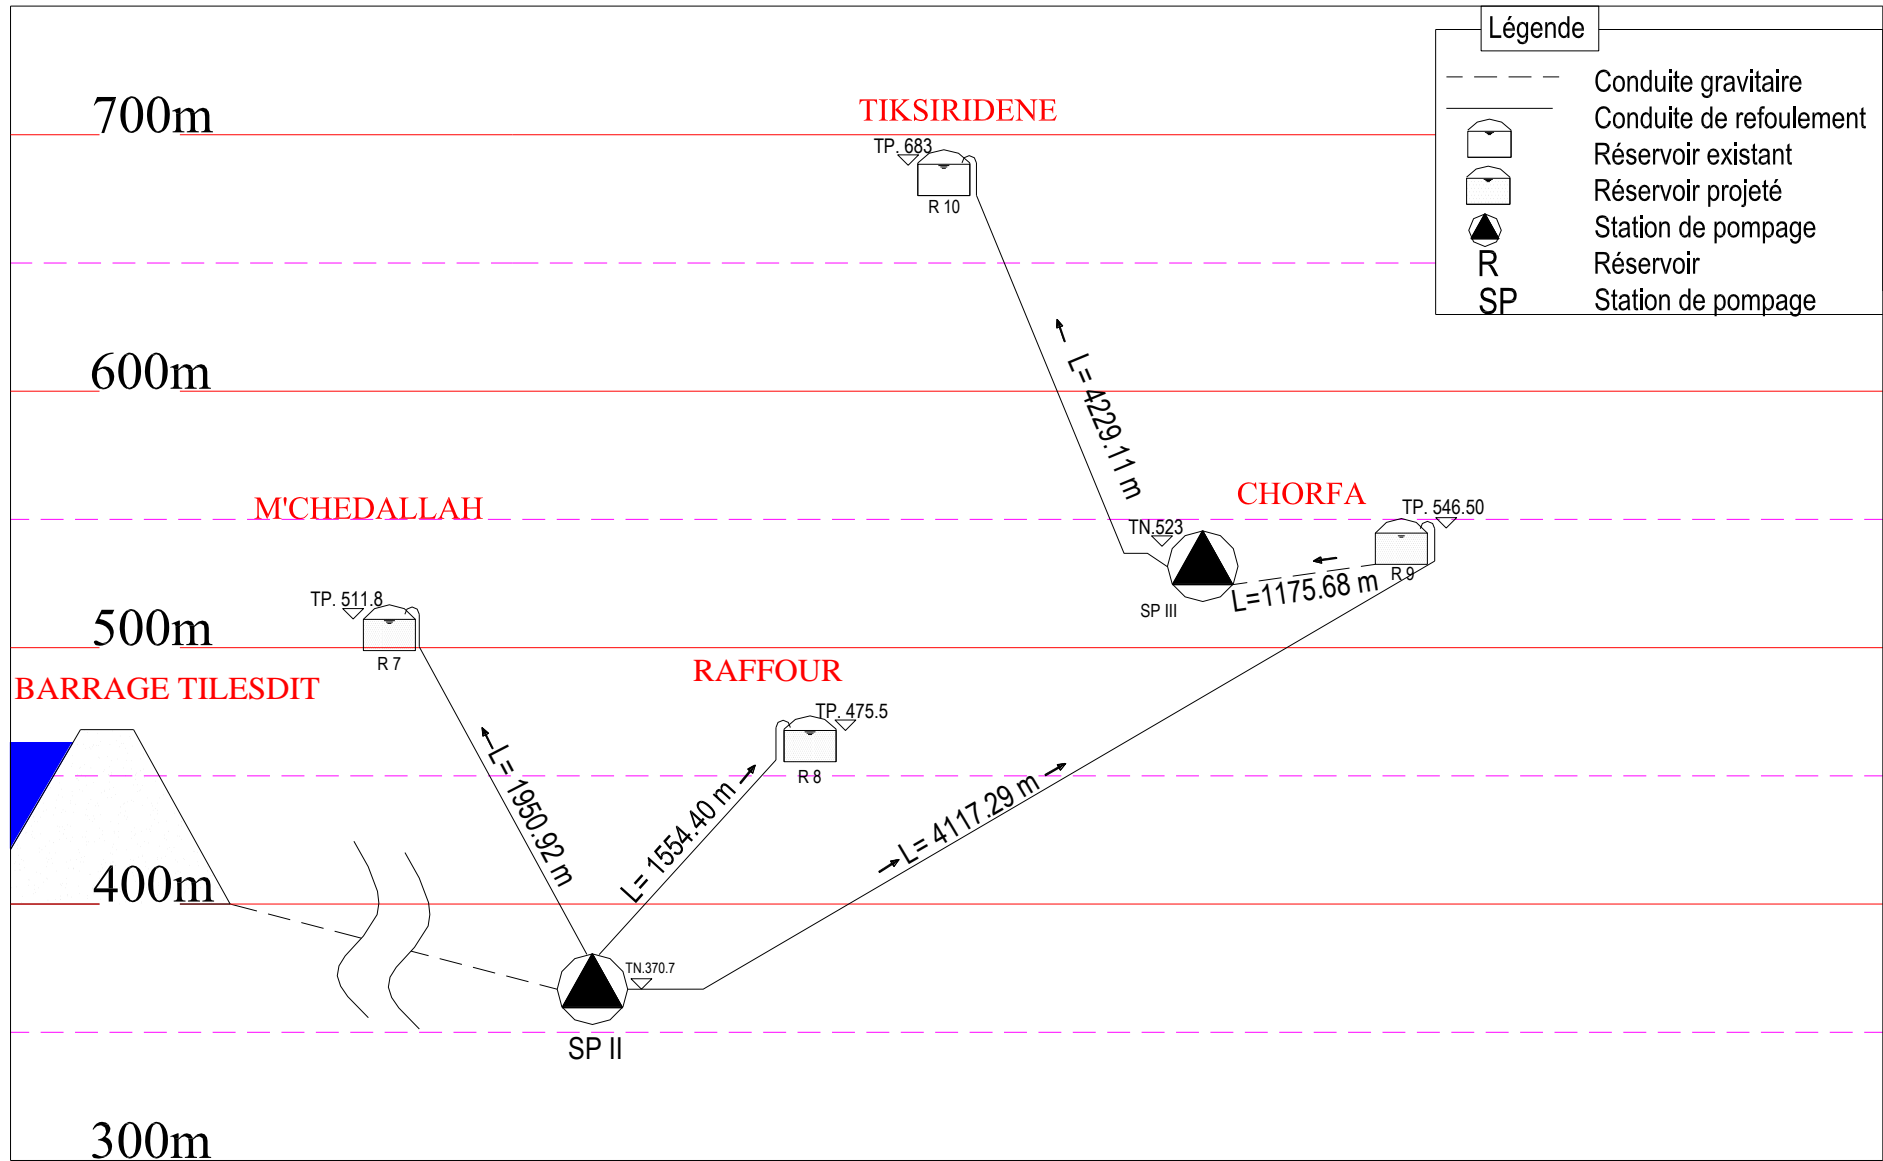 Légende
Conduite gravitaire
Conduite de refoulement
Réservoir existant
Réservoir projeté
Station de pompage
R Réservoir
SP Station de pompage
700m
TIKSIRIDENE
TP. 683
R 10
600m
L= 4229.11 m
M'CHEDALLAH
CHORFA
TP. 546.50
TN.523
R 9
L=1175.68 m
SP III
TP. 511.8
500m
R 7
RAFFOUR
BARRAGE TILESDIT
TP. 475.5
R 8
L= 1950.92 m
L= 1554.40 m
L= 4117.29 m
400m
TN.370.7
SP II
300m